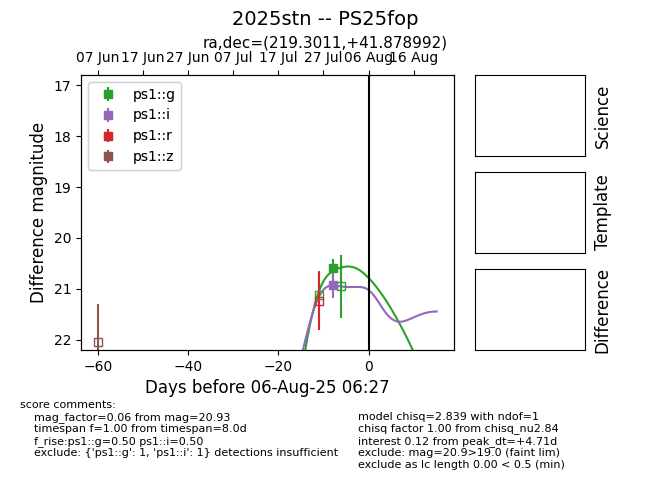 2025stn -- PS25fop
ra,dec=(219.3011,+41.878992)
07 Jun 17 Jun 27 Jun 07 Jul 17 Jul 27 Jul 06 Aug 16 Aug
ps1::g
ps1::i
ps1::r
ps1::z
17
18
19
20
21
22
Difference magnitude
−60 −40 −20 0
Days before 06-Aug-25 06:27
Science
Template
Difference
score comments:
mag_factor=0.06 from mag=20.93
timespan f=1.00 from timespan=8.0d
f_rise:ps1::g=0.50 ps1::i=0.50
exclude: {'ps1::g': 1, 'ps1::i': 1} detections insufficient
model chisq=2.839 with ndof=1
chisq factor 1.00 from chisq_nu2.84
interest 0.12 from peak_dt=+4.71d
exclude: mag=20.9>19.0 (faint lim)
exclude as lc length 0.00 < 0.5 (min)